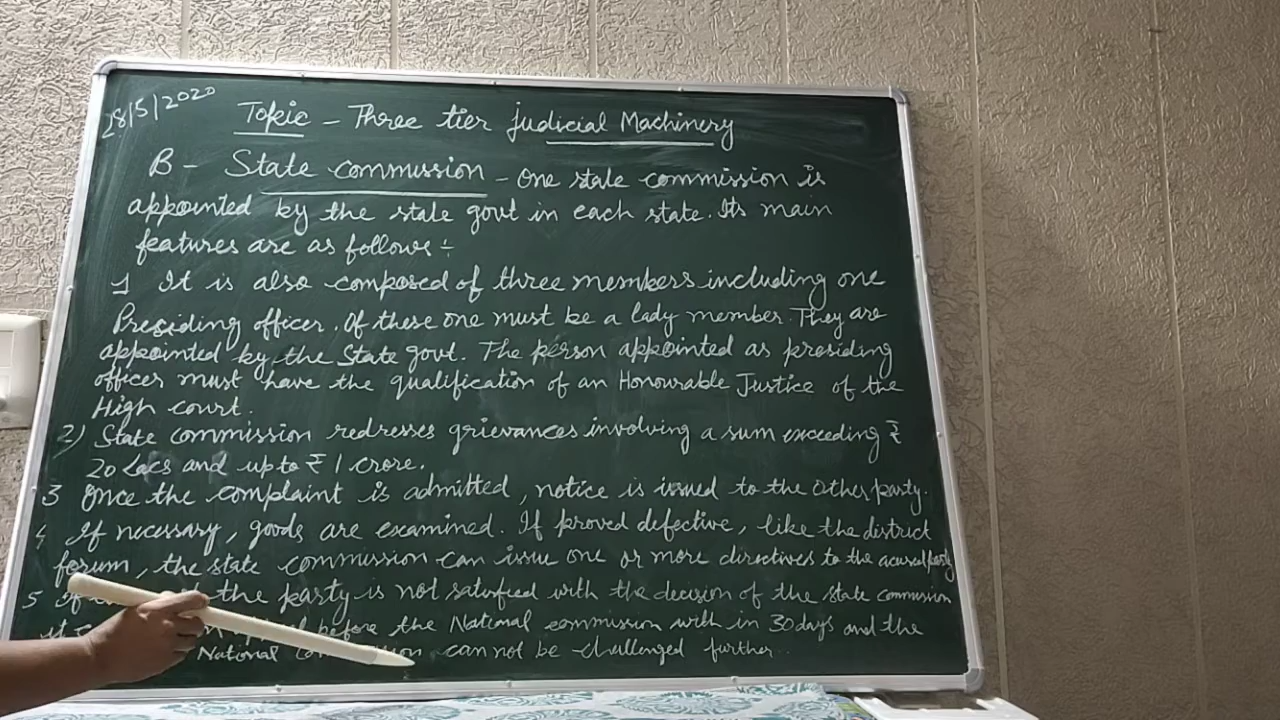 28/5/2020
Topic - Three tier judicial Machinery
B - State commission - One state commission is
appointed by the state govt in each state. Its main
features are as follows :-
1 It is also composed of three members including one
Presiding officer. Of these one must be a lady member. They are
appointed by the State govt. The person appointed as presiding
officer must have the qualification of an Honourable Justice of the
High court.
2) State commission redresses grievances involving a sum exceeding ₹
20 Lacs and up to ₹ 1 crore.
3 Once the complaint is admitted, notice is issued to the Other party.
4 If necessary, goods are examined. If proved defective, like the district
forum, the state commission can issue one or more directives to the acused party
5 If the party is not satisfied with the decision of the State commission
it before the National commission with in 30 days and the
National can not be challenged further.